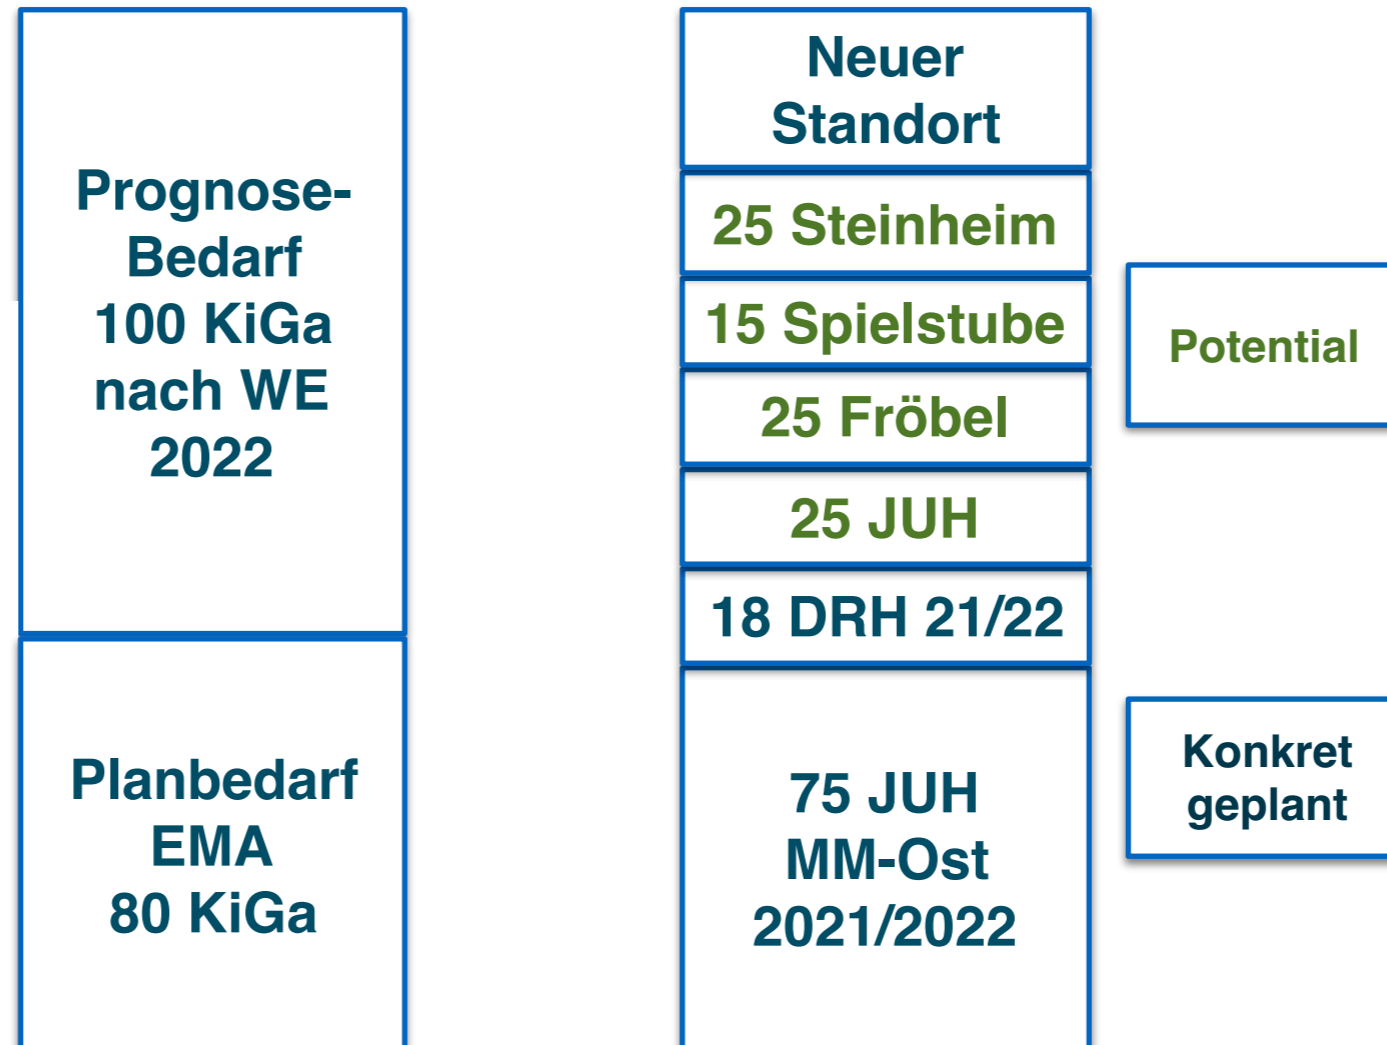 Prognose-
Bedarf
100 KiGa
nach WE
2022
Planbedarf
EMA
80 KiGa
Neuer
Standort
25 Steinheim
15 Spielstube
25 Fröbel
25 JUH
18 DRH 21/22
75 JUH
MM-Ost
2021/2022
Potential
Konkret
geplant